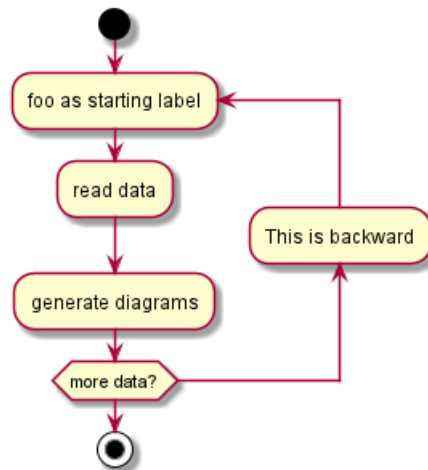 foo as starting label
read data
This is backward
generate diagrams
more data?